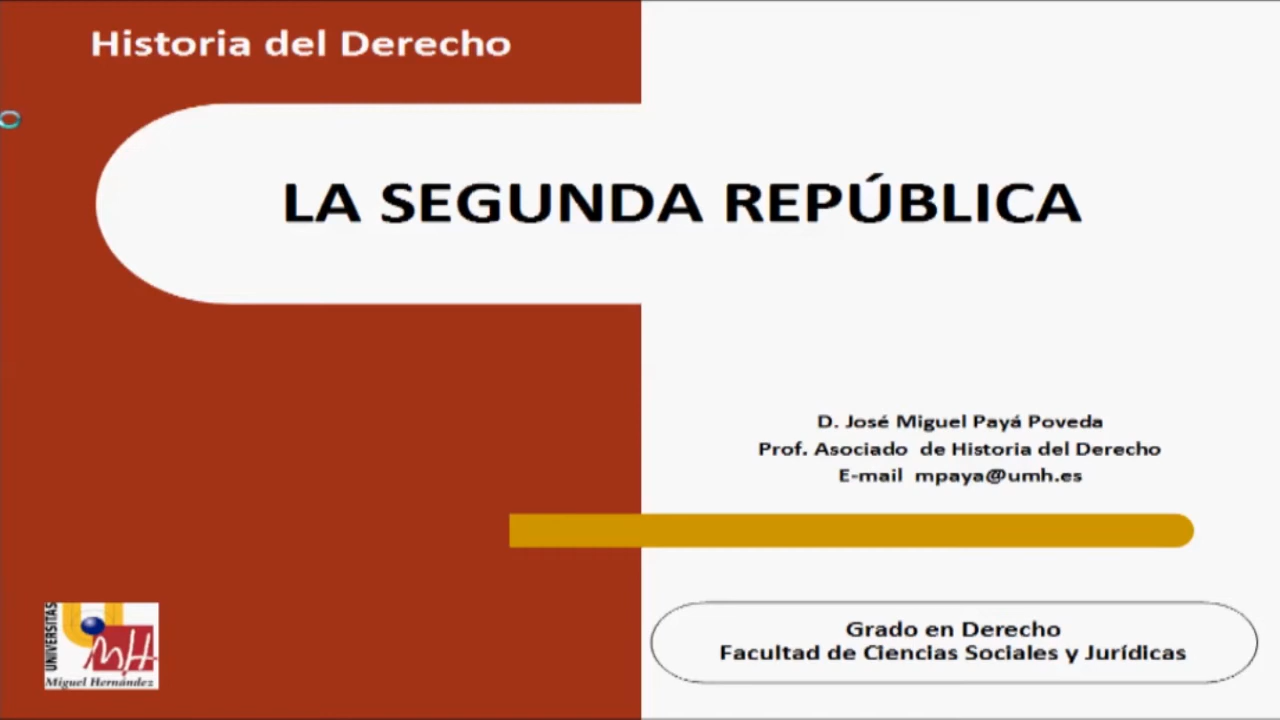 Historia del Derecho
LA SEGUNDA REPÚBLICA
D. José Miguel Payá Poveda
Prof. Asociado de Historia del Derecho
E-mail mpaya@umh.es
Grado en Derecho
Facultad de Ciencias Sociales y Jurídicas
UNIVERSITAS
Miguel Hernández